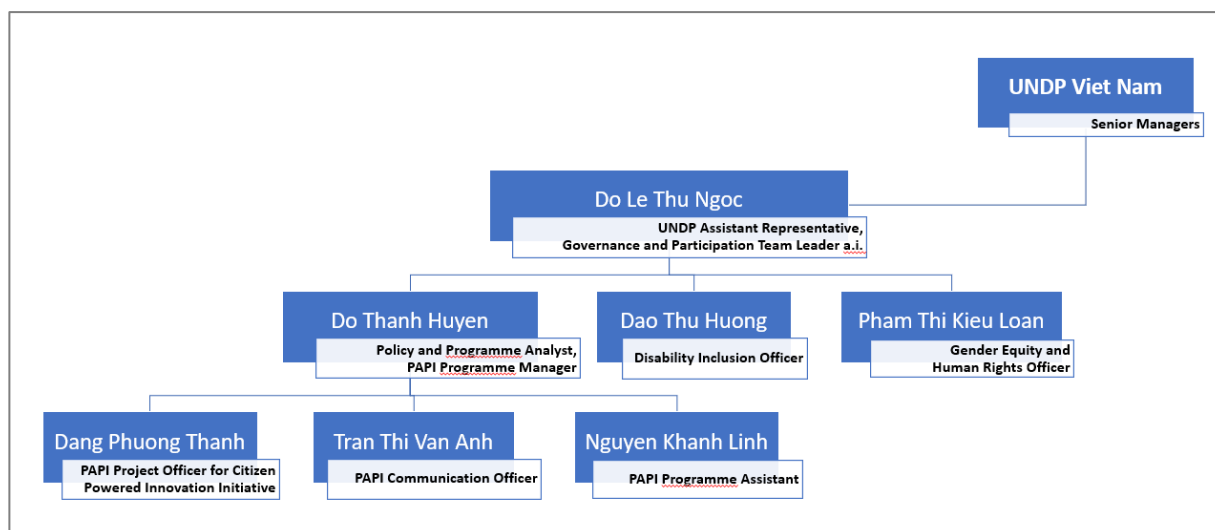 UNDP Viet Nam
Senior Managers
Do Le Thu Ngoc
UNDP Assistant Representative,
Governance and Participation Team Leader a.i.
Do Thanh Huyen
Policy and Programme Analyst,
PAPI Programme Manager
Dao Thu Huong
Disability Inclusion Officer
Pham Thi Kieu Loan
Gender Equity and
Human Rights Officer
Dang Phuong Thanh
PAPI Project Officer for Citizen
Powered Innovation Initiative
Tran Thi Van Anh
PAPI Communication Officer
Nguyen Khanh Linh
PAPI Programme Assistant